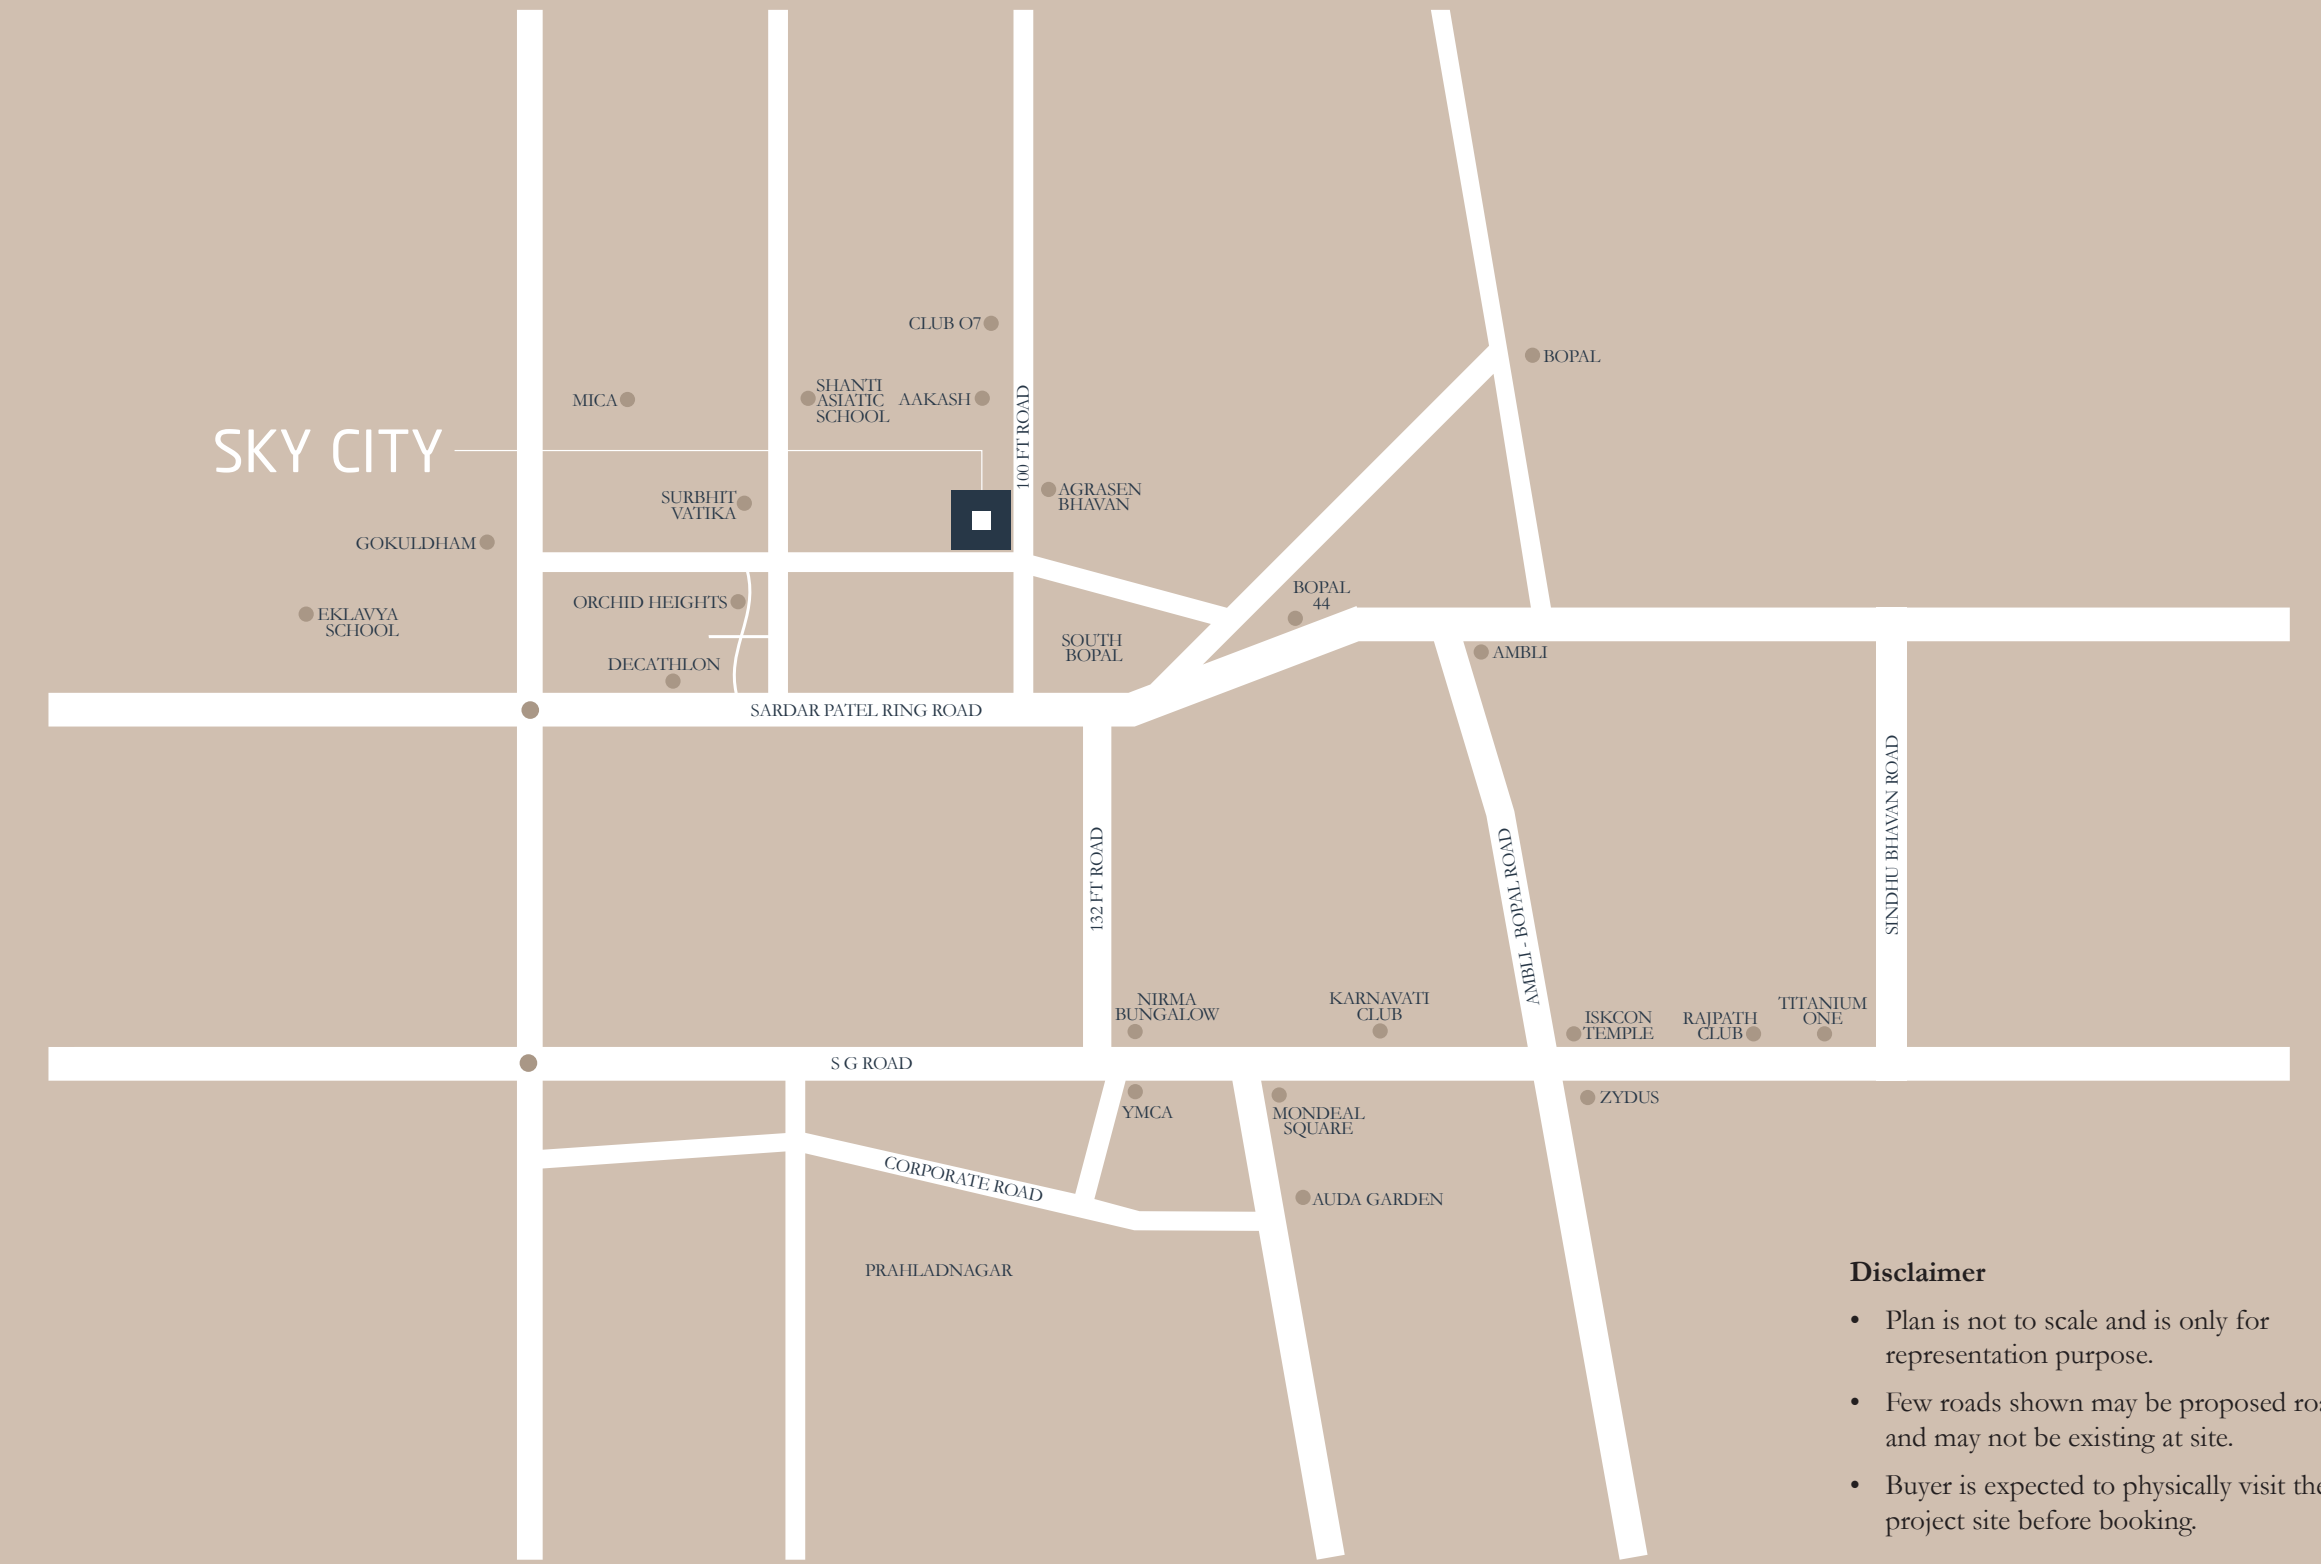 CLUB O7
BOPAL
MICA
SHANTI
ASIATIC
SCHOOL
AAKASH
100 FT ROAD
SKY CITY
SURBHIT
VATIKA
AGRASEN
BHAVAN
GOKULDHAM
EKLAVYA
SCHOOL
ORCHID HEIGHTS
BOPAL
44
SOUTH
BOPAL
AMBLI
DECATHLON
SARDAR PATEL RING ROAD
132 FT ROAD
AMBLI - BOPAL ROAD
SINDHU BHAVAN ROAD
NIRMA
BUNGALOW
KARNAVATI
CLUB
ISKCON
TEMPLE
RAJPATH
CLUB
TITANIUM
ONE
S G ROAD
YMCA
MONDEAL
SQUARE
ZYDUS
CORPORATE ROAD
AUDA GARDEN
PRAHLADNAGAR
Disclaimer
• Plan is not to scale and is only for
representation purpose.
• Few roads shown may be proposed
and may not be existing at site.
• Buyer is expected to physically visit the
project site before booking.